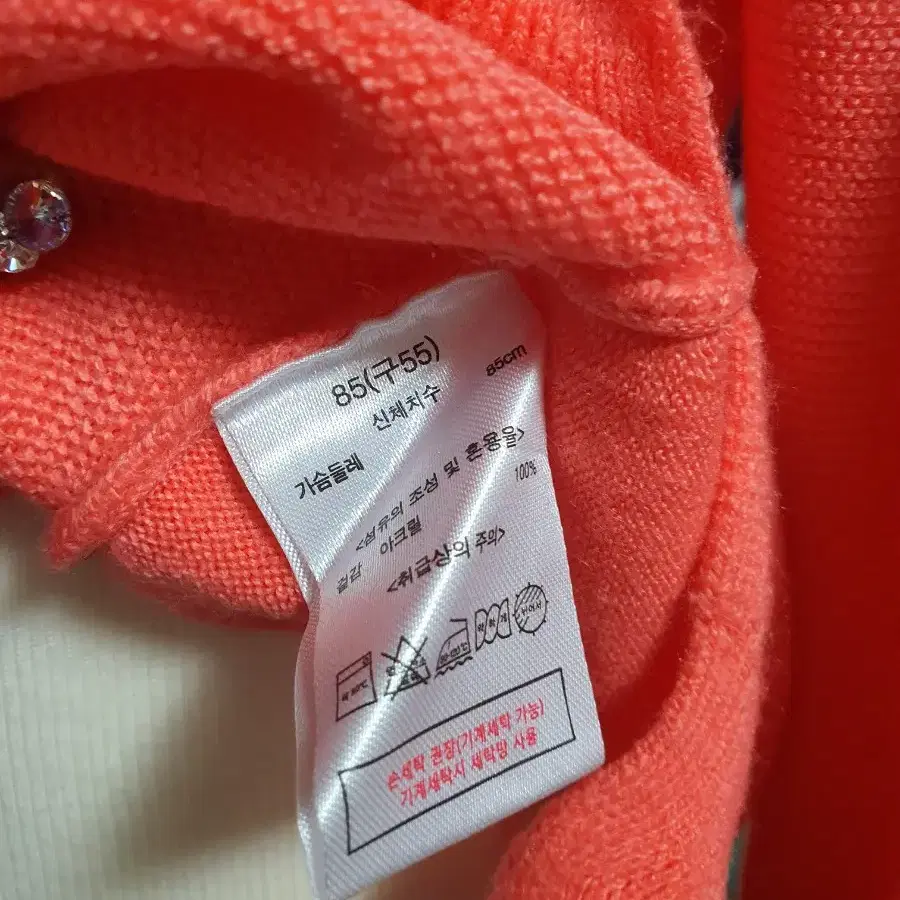 85(구55)
신체치수
가슴둘레 85cm
<섬유의 조성 및 혼용율>
겉감 아크릴 100%
<취급상의 주의>
손세탁 권장(기계세탁 가능)
기계세탁시 세탁망 사용